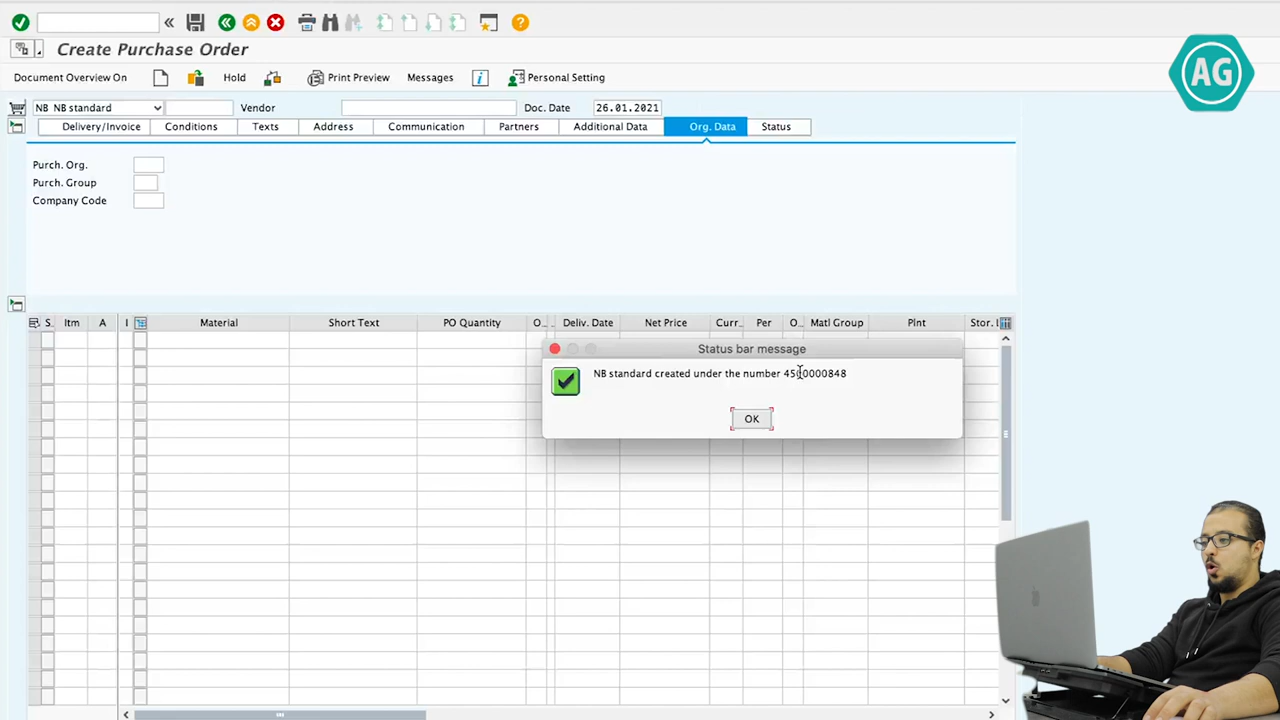 Create Purchase Order
AG
Document Overview On Hold Print Preview Messages Personal Setting
NB NB standard Vendor Doc. Date 26.01.2021
Delivery/Invoice Conditions Texts Address Communication Partners Additional Data Org. Data Status
Purch. Org.
Purch. Group
Company Code
S.. Itm A I Material Short Text PO Quantity O... Deliv. Date Net Price Curr... Per O... Matl Group Plnt Stor. L
Status bar message
NB standard created under the number 4500000848
OK